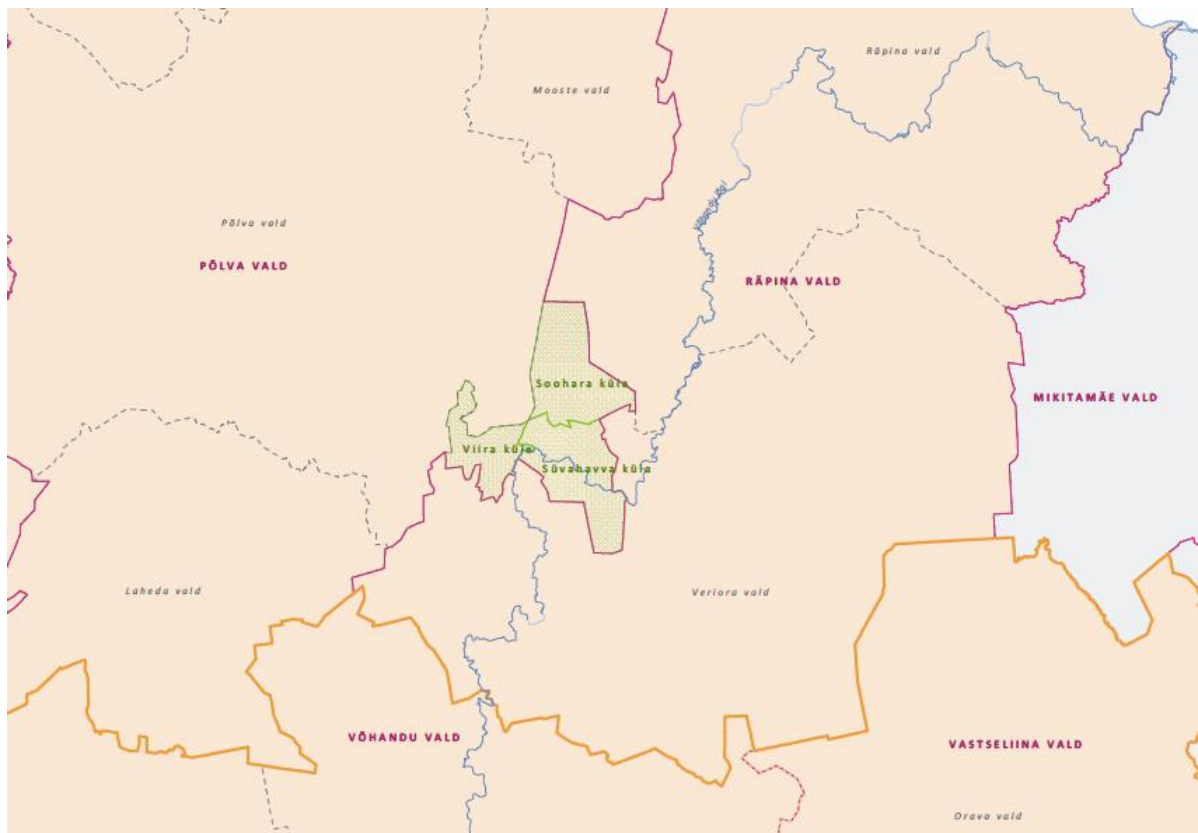 Räpina vald
Mooste vald
Põlva vald
PÕLVA VALD
RÄPINA VALD
Soohara küla
MIKITAMÄE VALD
Viira küla
Süvahavva küla
Laheda vald
Veriora vald
VÕHANDU VALD
VASTSELIINA VALD
Orava vald